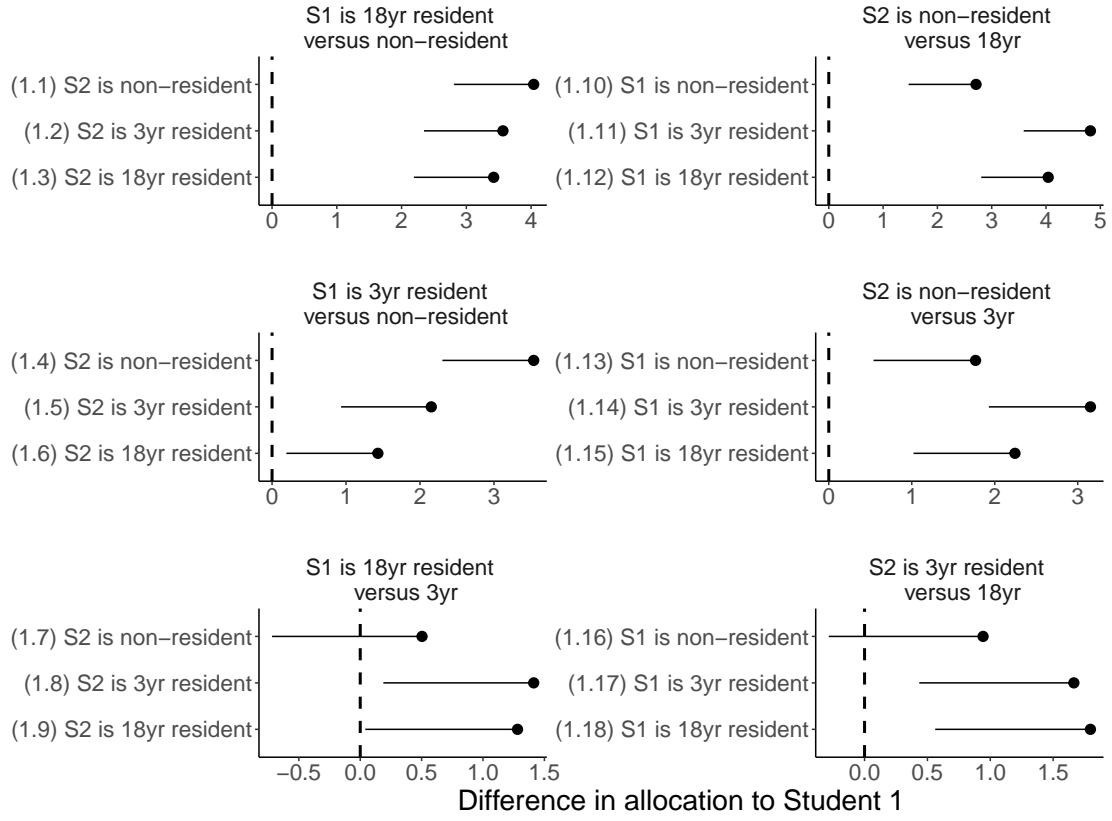 S1 is 18yr resident
versus non−resident
(1.1) S2 is non−resident
(1.2) S2 is 3yr resident
(1.3) S2 is 18yr resident
0 1 2 3 4
S2 is non−resident
versus 18yr
(1.10) S1 is non−resident
(1.11) S1 is 3yr resident
(1.12) S1 is 18yr resident
0 1 2 3 4 5
S1 is 3yr resident
versus non−resident
(1.4) S2 is non−resident
(1.5) S2 is 3yr resident
(1.6) S2 is 18yr resident
0 1 2 3
S2 is non−resident
versus 3yr
(1.13) S1 is non−resident
(1.14) S1 is 3yr resident
(1.15) S1 is 18yr resident
0 1 2 3
S1 is 18yr resident
versus 3yr
(1.7) S2 is non−resident
(1.8) S2 is 3yr resident
(1.9) S2 is 18yr resident
−0.5 0.0 0.5 1.0 1.5
S2 is 3yr resident
versus 18yr
(1.16) S1 is non−resident
(1.17) S1 is 3yr resident
(1.18) S1 is 18yr resident
0.0 0.5 1.0 1.5
Difference in allocation to Student 1